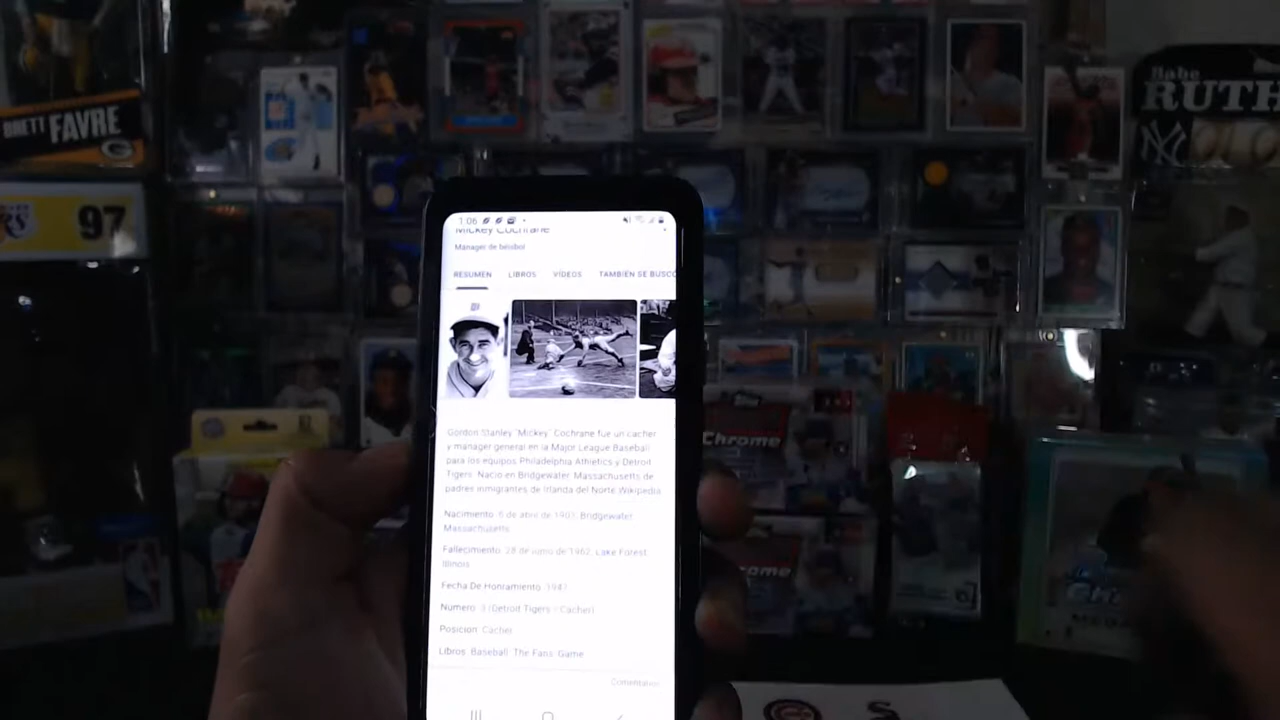 BRETT FAVRE
97
Babe
RUTH
1:06
Mickey Cochrane
Manager de béisbol
RESUMEN LIBROS VÍDEOS TAMBIÉN SE BUSCÓ
Gordon Stanley "Mickey" Cochrane fue un cácher
y mánager general en la Major League Baseball
para los equipos Philadelphia Athletics y Detroit
Tigers. Nació en Bridgewater, Massachusetts de
padres inmigrantes de Irlanda del Norte. Wikipedia
Nacimiento: 6 de abril de 1903, Bridgewater,
Massachusetts
Fallecimiento: 28 de junio de 1962, Lake Forest,
Illinois
Fecha De Honramiento: 1947
Número: 3 (Detroit Tigers / Cácher)
Posición: Cácher
Libros: Baseball: The Fans' Game
Comentarios
Topps
Chrome